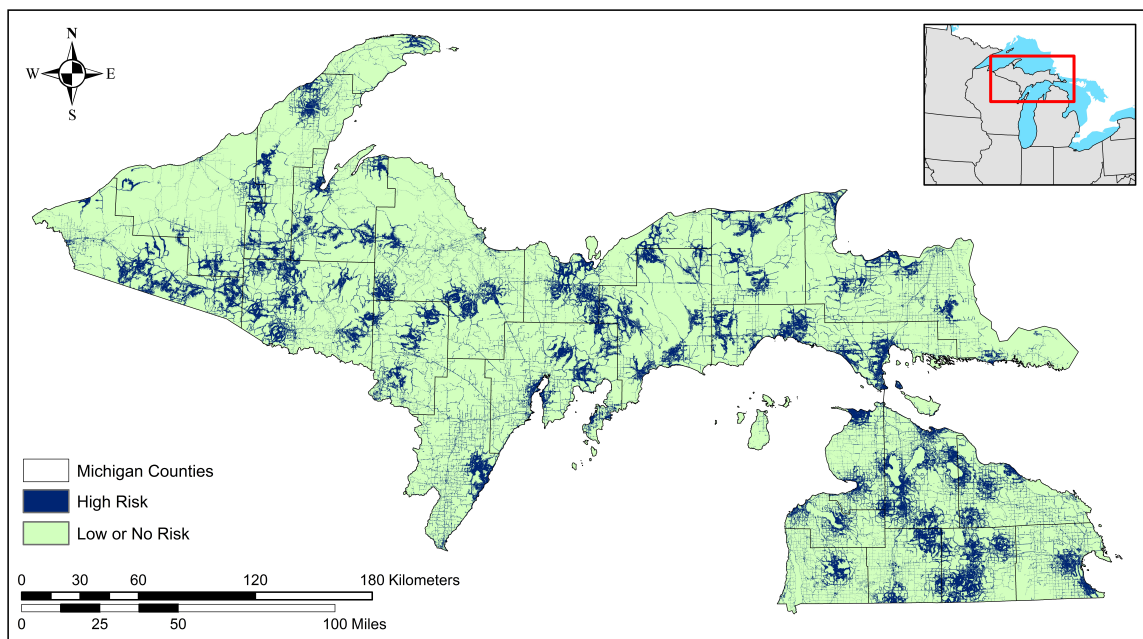 N
W E
S
Michigan Counties
High Risk
Low or No Risk
0 30 60 120 180 Kilometers
0 25 50 100 Miles